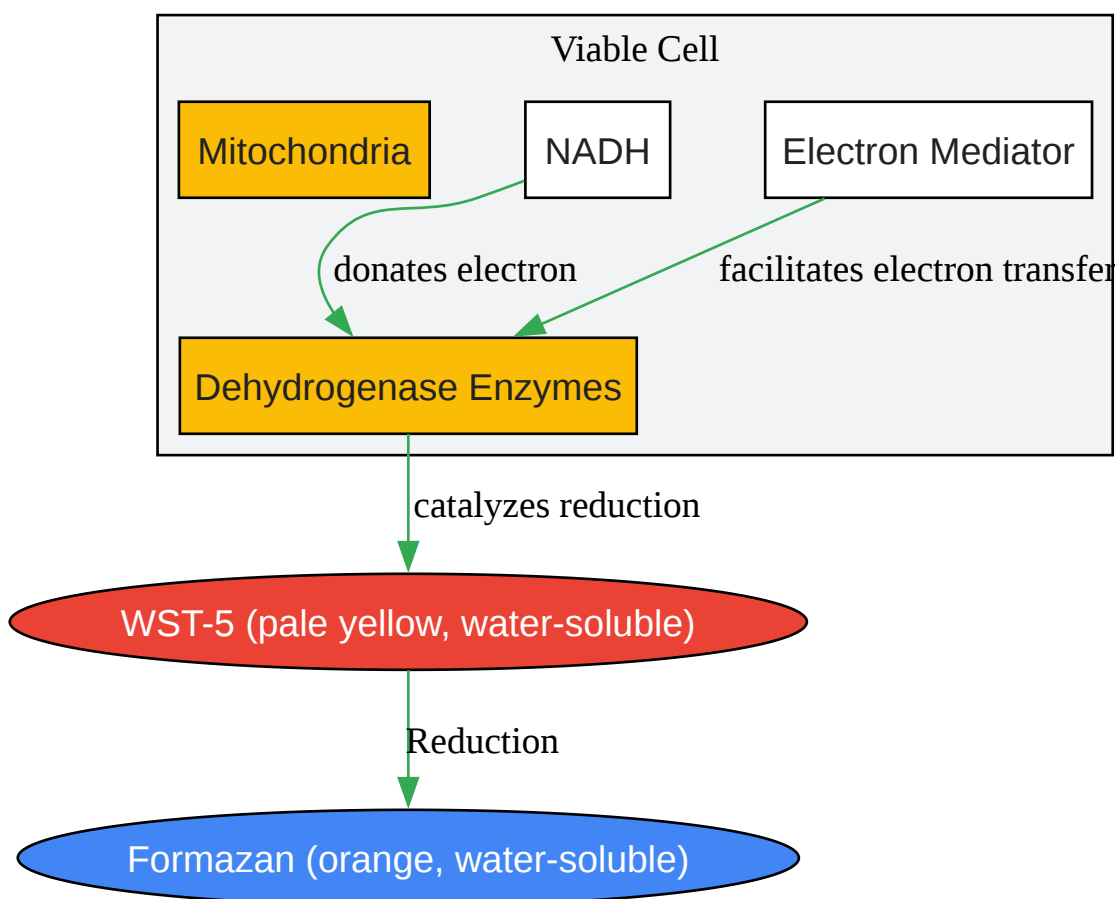 Viable Cell
Mitochondria
NADH
Electron Mediator
donates electron
facilitates electron transfer
Dehydrogenase Enzymes
catalyzes reduction
WST-5 (pale yellow, water-soluble)
Reduction
Formazan (orange, water-soluble)